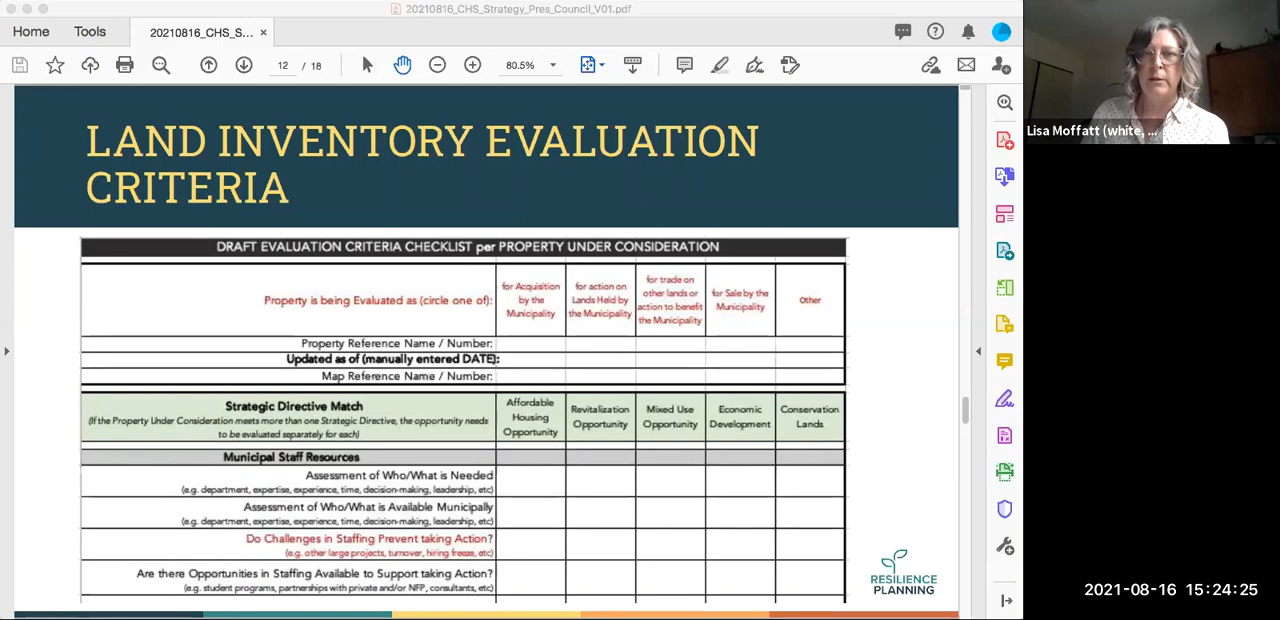 20210816_CHS_Strategy_Pres_Council_V01.pdf
Home Tools 20210816_CHS_S... ×
12 / 18 80.5%
LAND INVENTORY EVALUATION
CRITERIA
Lisa Moffatt (white, ...
DRAFT EVALUATION CRITERIA CHECKLIST per PROPERTY UNDER CONSIDERATION
Property is being Evaluated as (circle one of):
for Acquisition
by the
Municipality
for action on
Lands Held by
the Municipality
for trade on
other lands or
action to benefit
the Municipality
for Sale by the
Municipality
Other
Property Reference Name / Number:
Updated as of (manually entered DATE):
Map Reference Name / Number:
Strategic Directive Match
(If the Property Under Consideration meets more than one Strategic Directive, the opportunity needs
to be evaluated separately for each)
Affordable
Housing
Opportunity
Revitalization
Opportunity
Mixed Use
Opportunity
Economic
Development
Conservation
Lands
Municipal Staff Resources
Assessment of Who/What is Needed
(e.g. department, expertise, experience, time, decision-making, leadership, etc)
Assessment of Who/What is Available Municipally
(e.g. department, expertise, experience, time, decision-making, leadership, etc)
Do Challenges in Staffing Prevent taking Action?
(e.g. other large projects, turnover, hiring freeze, etc)
Are there Opportunities in Staffing Available to Support taking Action?
(e.g. student programs, partnerships with private and/or NFP, consultants, etc)
RESILIENCE
PLANNING
2021-08-16 15:24:25